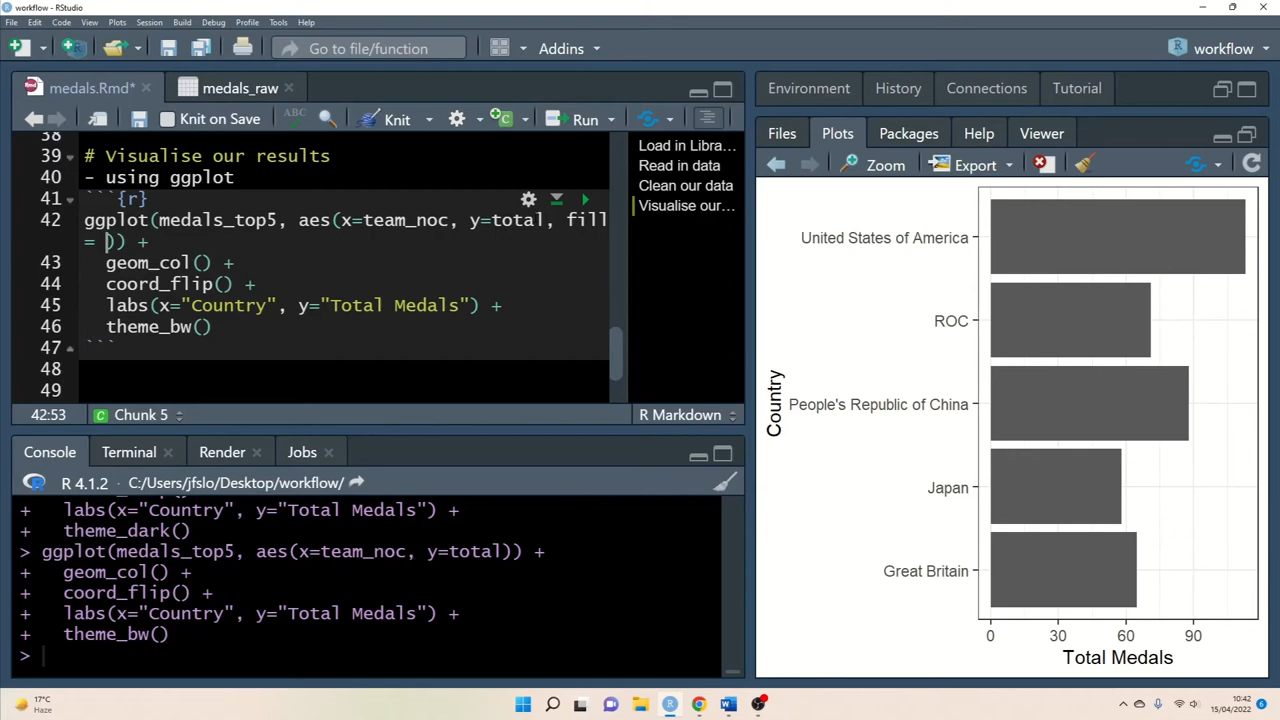 workflow - RStudio
File Edit Code View Plots Session Build Debug Profile Tools Help
Go to file/function
Addins
workflow
medals.Rmd*
medals_raw
Knit on Save
ABC
Knit
Run
38
39 # Visualise our results
40 - using ggplot
41 ```{r}
42 ggplot(medals_top5, aes(x=team_noc, y=total, fill
= )) +
43 geom_col() +
44 coord_flip() +
45 labs(x="Country", y="Total Medals") +
46 theme_bw()
47 ```
48
49
Load in Libra...
Read in data
Clean our data
Visualise our...
42:53
Chunk 5
R Markdown
Console Terminal Render Jobs
R 4.1.2 . C:/Users/jfslo/Desktop/workflow/
+ labs(x="Country", y="Total Medals") +
+ theme_dark()
> ggplot(medals_top5, aes(x=team_noc, y=total)) +
+ geom_col() +
+ coord_flip() +
+ labs(x="Country", y="Total Medals") +
+ theme_bw()
>
Environment History Connections Tutorial
Files Plots Packages Help Viewer
Zoom
Export
United States of America
ROC
People's Republic of China
Japan
Great Britain
Country
0 30 60 90
Total Medals
17°C
Haze
10:42
15/04/2022
6